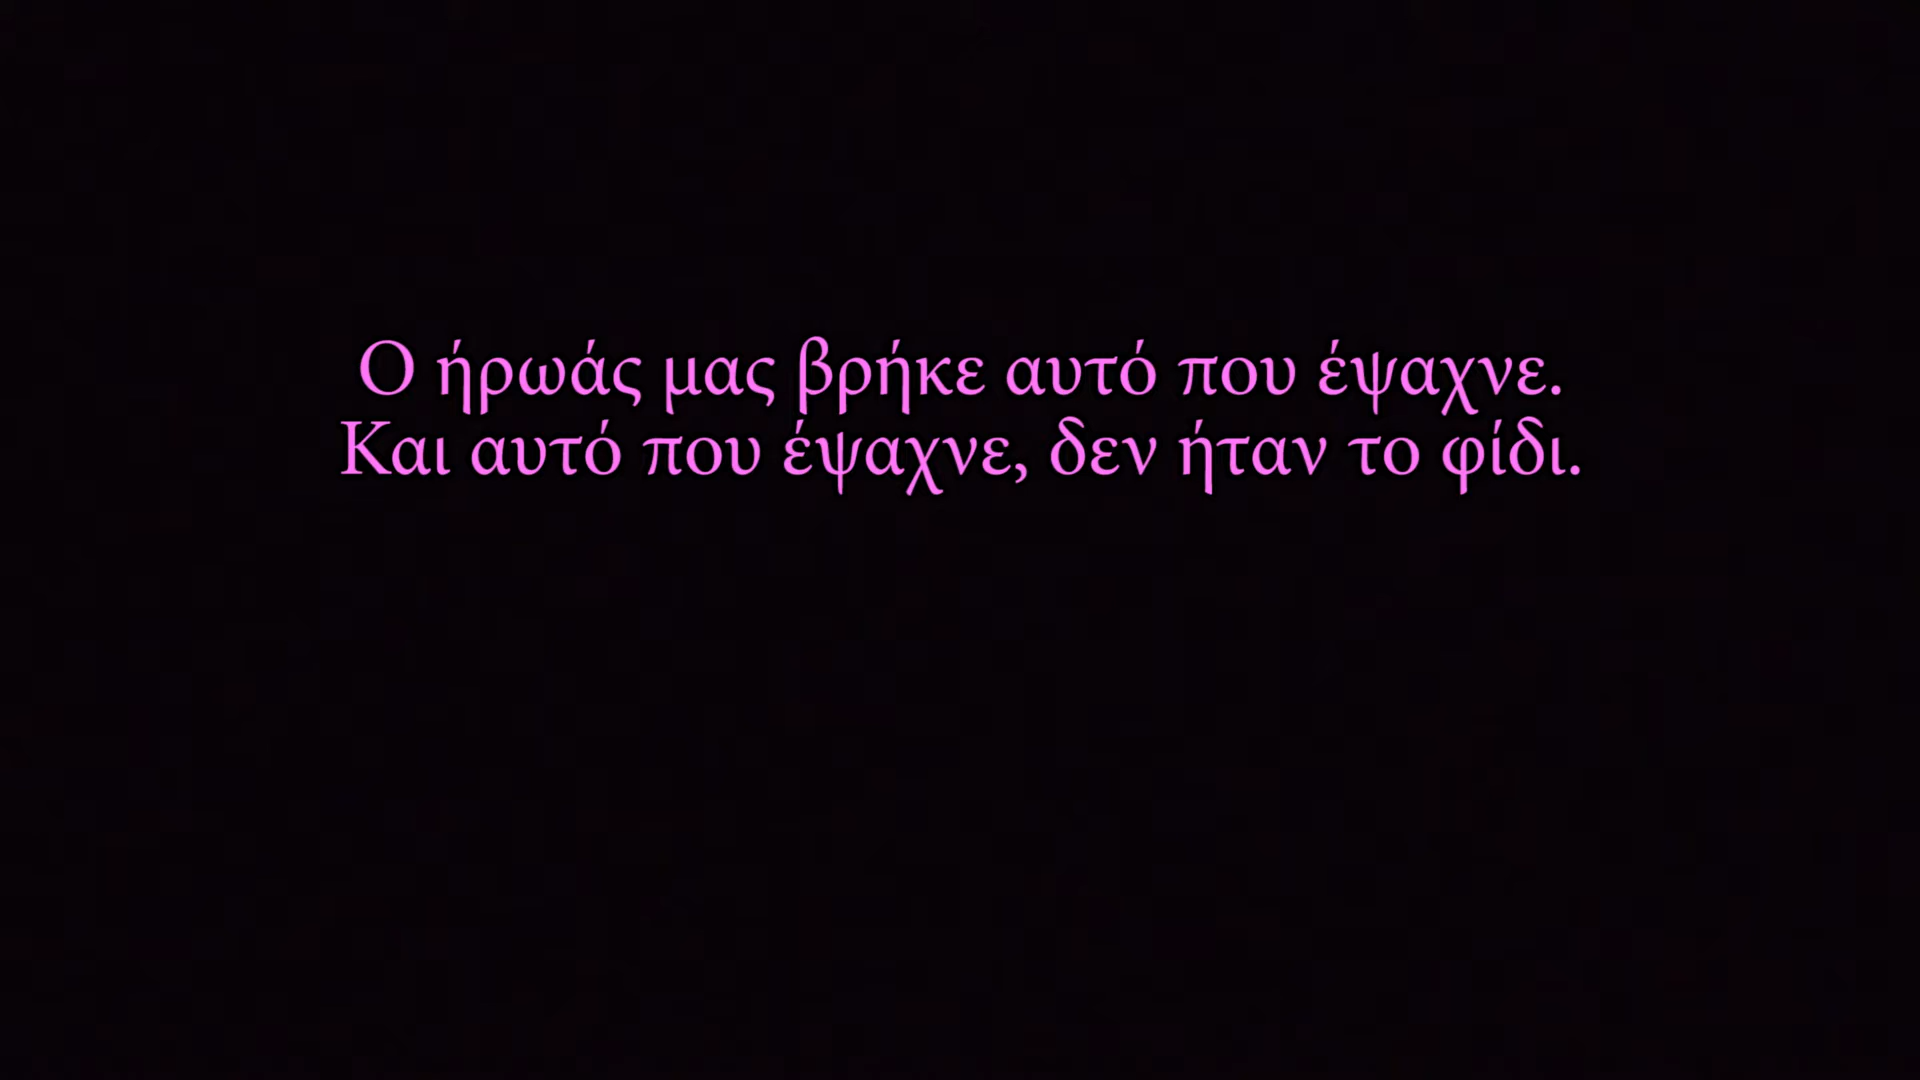 Ο ήρωάς μας βρήκε αυτό που έψαχνε.
Και αυτό που έψαχνε, δεν ήταν το φίδι.